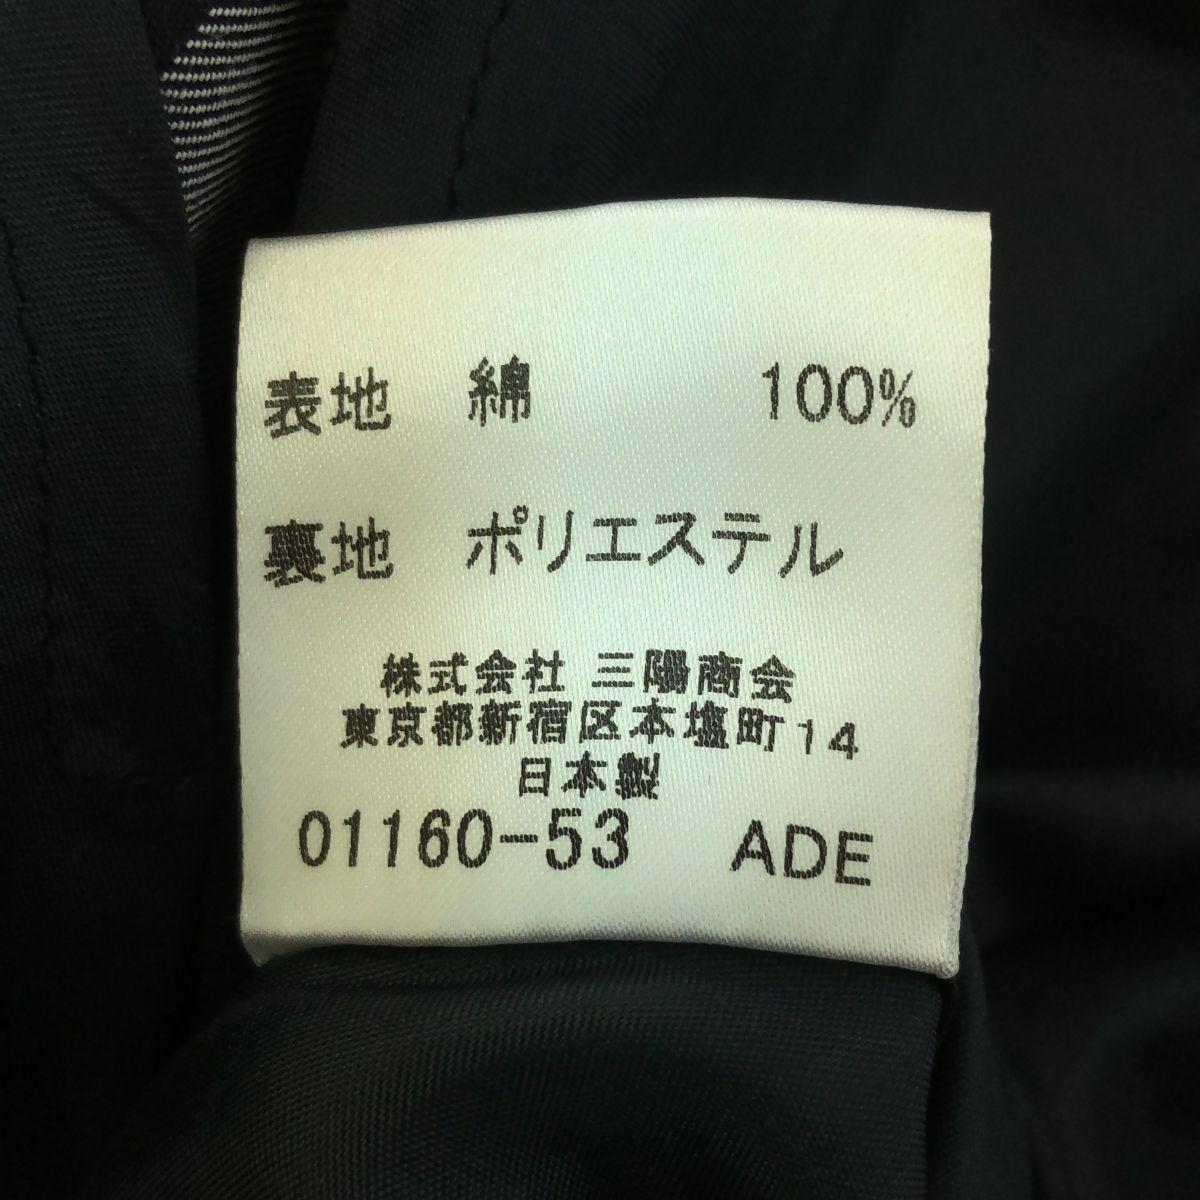 表地 綿 100%
裏地 ポリエステル
株式会社 三陽商会
東京都新宿区本塩町14
日本製
01160-53 ADE